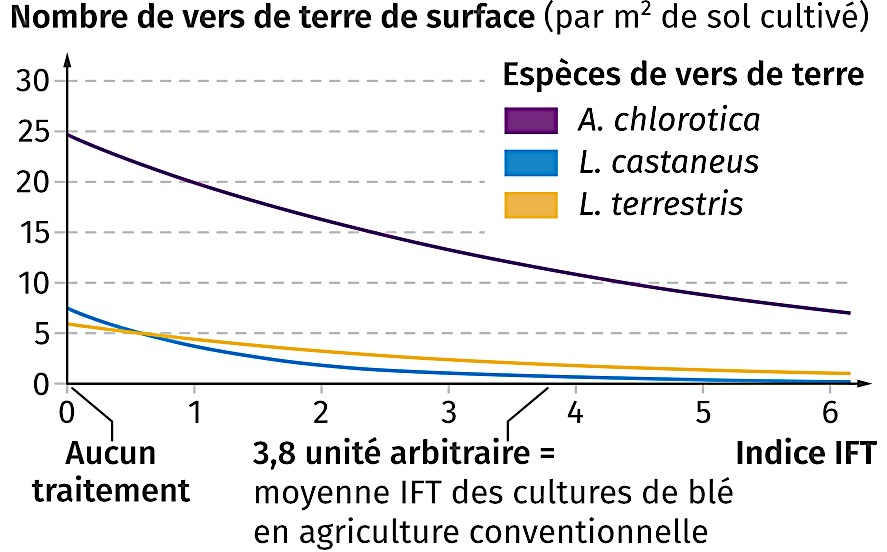 Nombre de vers de terre de surface (par m² de sol cultivé)
30
25
20
15
10
5
0
Espèces de vers de terre
A. chlorotica
L. castaneus
L. terrestris
0 1 2 3 4 5 6
Aucun
traitement
3,8 unité arbitraire =
moyenne IFT des cultures de blé
en agriculture conventionnelle
Indice IFT